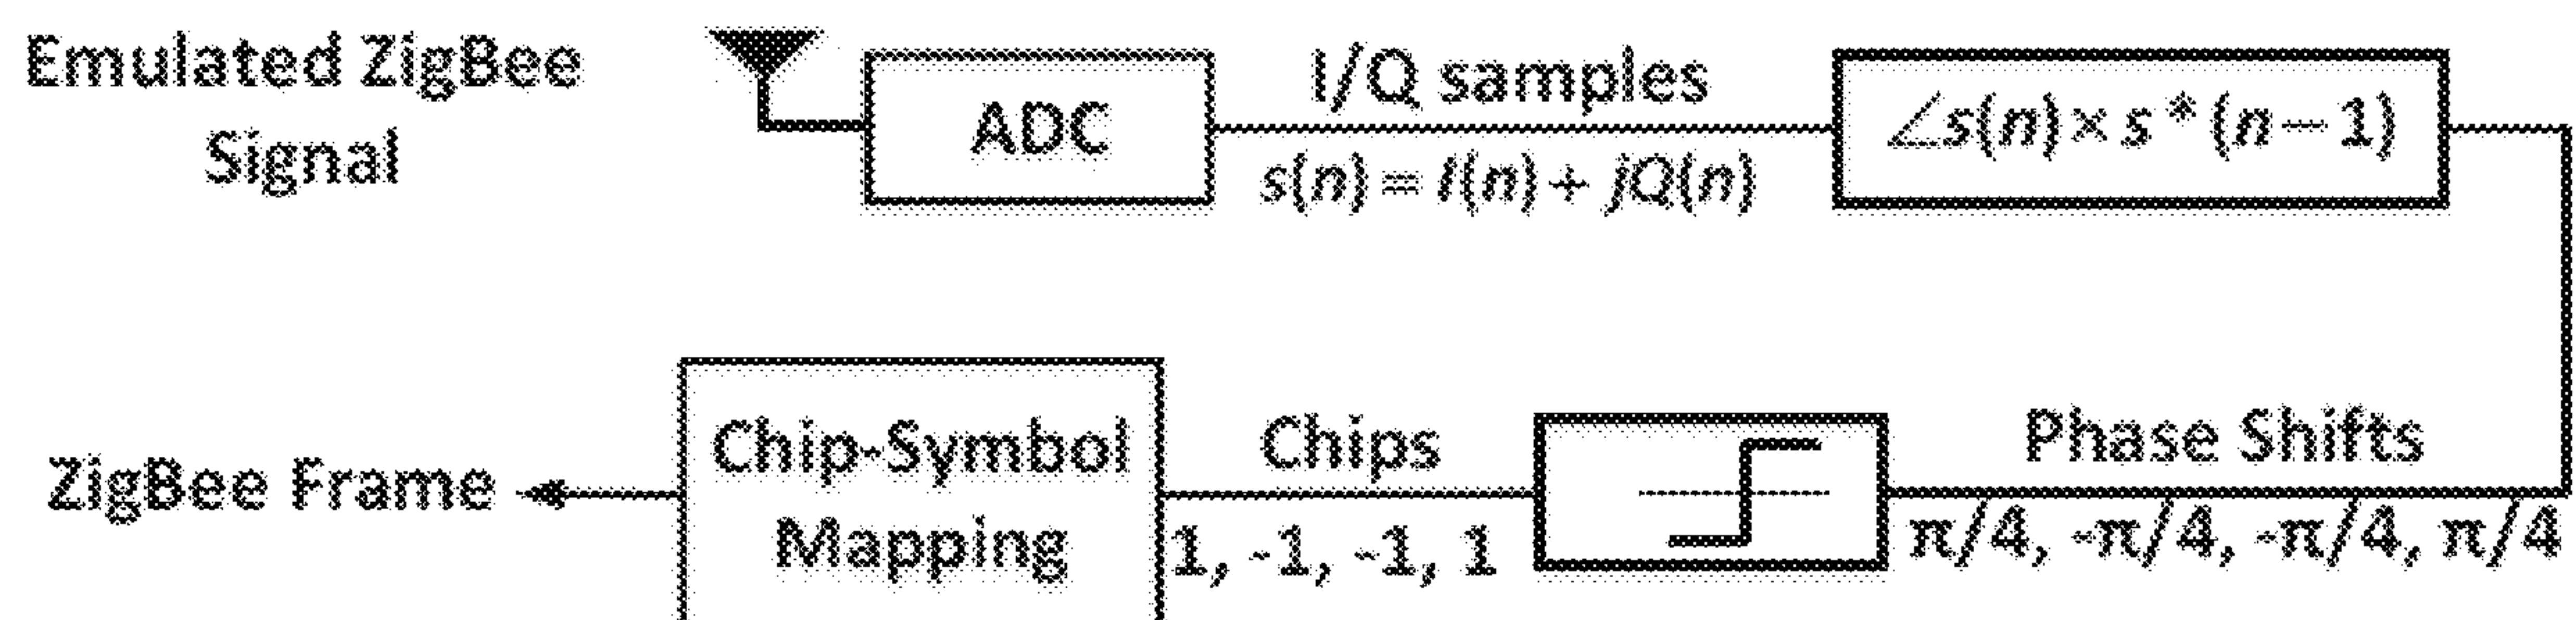 Emulated ZigBee
Signal
ADC
I/Q samples
s(n) = I(n) + jQ(n)
∠s(n)× s*(n−1)
Phase Shifts
π/4, -π/4, -π/4, π/4
Chips
1, -1, -1, 1
Chip-Symbol
Mapping
ZigBee Frame